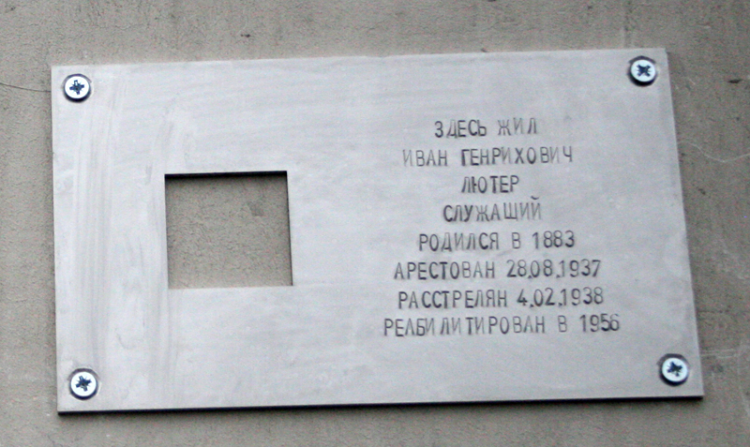 ЗДЕСЬ ЖИЛ
ИВАН ГЕНРИХОВИЧ
ЛЮТЕР
СЛУЖАЩИЙ
РОДИЛСЯ В 1883
АРЕСТОВАН 28.08.1937
РАССТРЕЛЯН 4.02.1938
РЕАБИЛИТИРОВАН В 1956